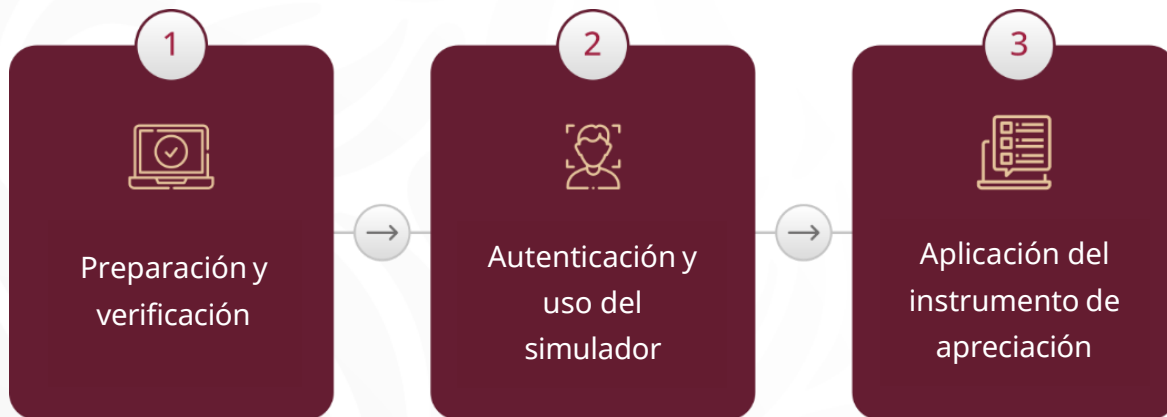 1
Preparación y
verificación
2
Autenticación y
uso del
simulador
3
Aplicación del
instrumento de
apreciación